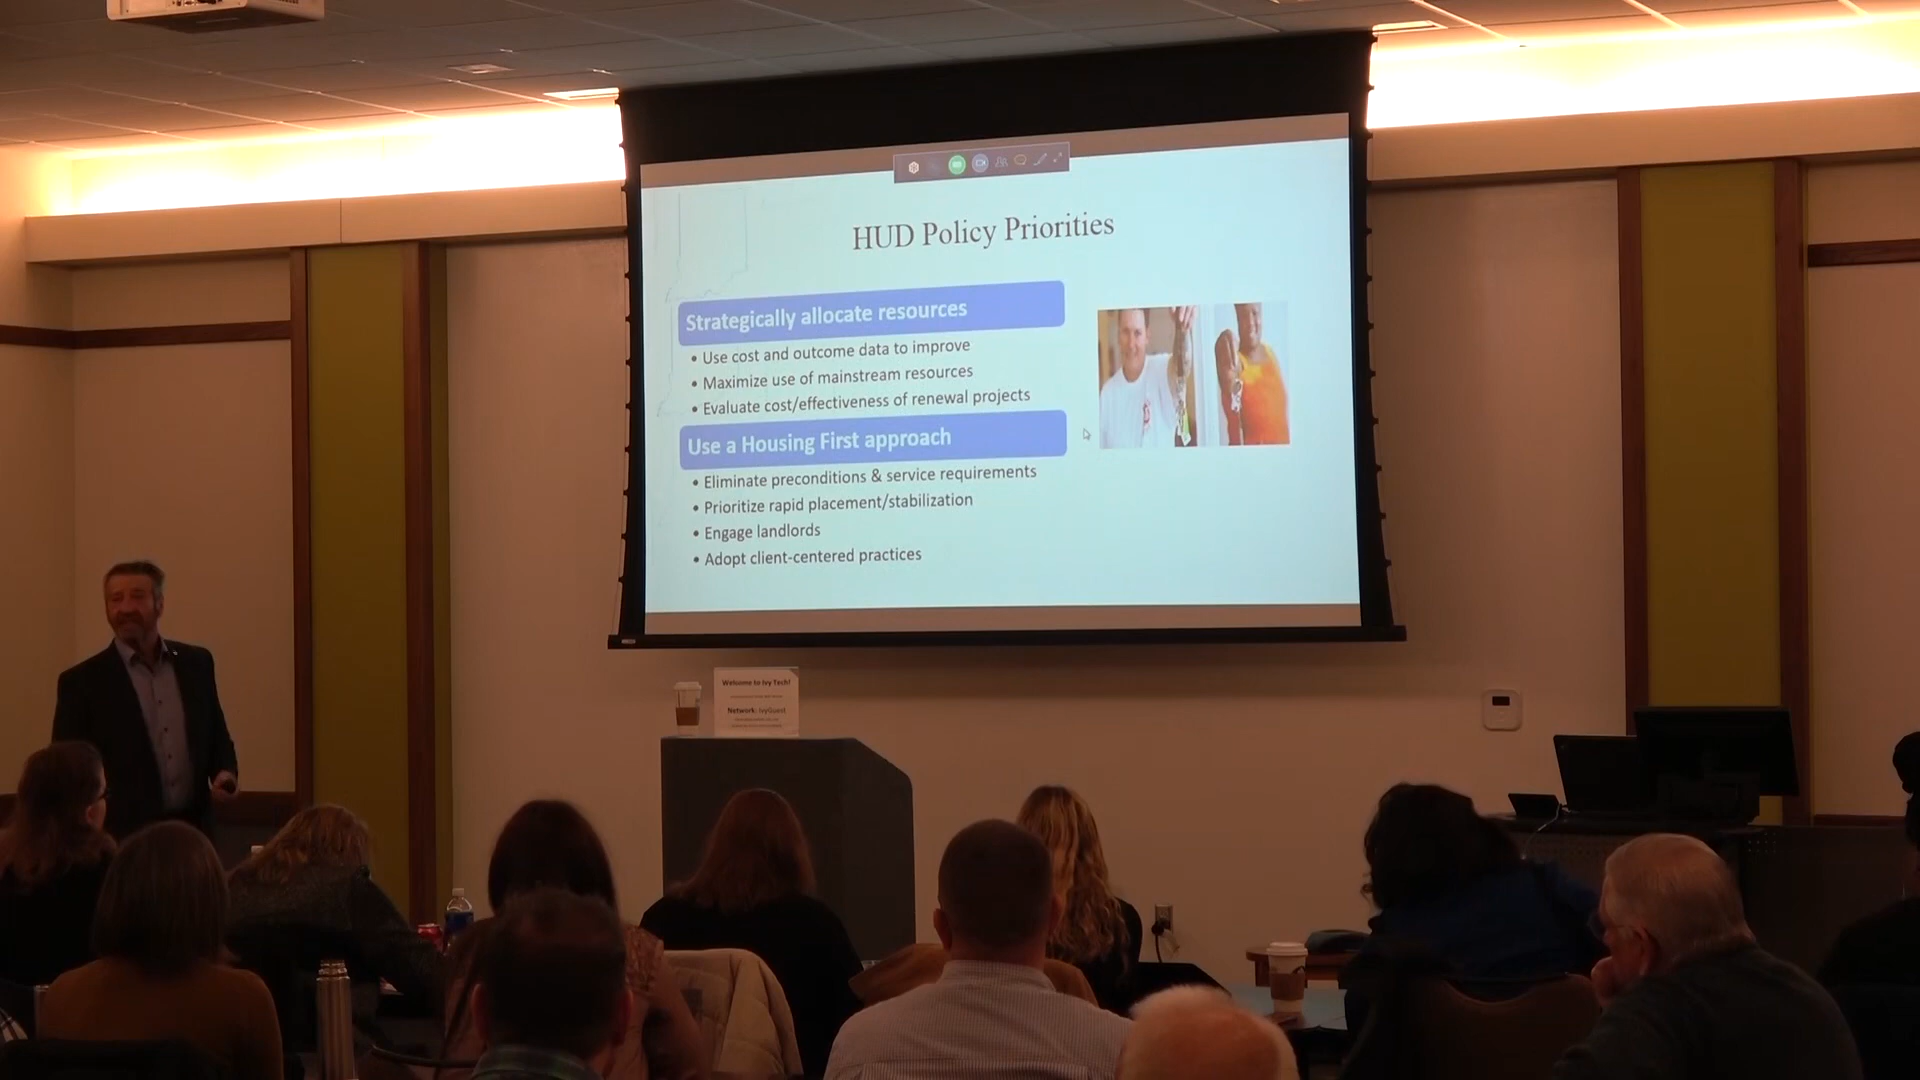 HUD Policy Priorities
Strategically allocate resources
• Use cost and outcome data to improve
• Maximize use of mainstream resources
• Evaluate cost/effectiveness of renewal projects
Use a Housing First approach
• Eliminate preconditions & service requirements
• Prioritize rapid placement/stabilization
• Engage landlords
• Adopt client-centered practices
Welcome to Ivy Tech!
Network: IvyGuest